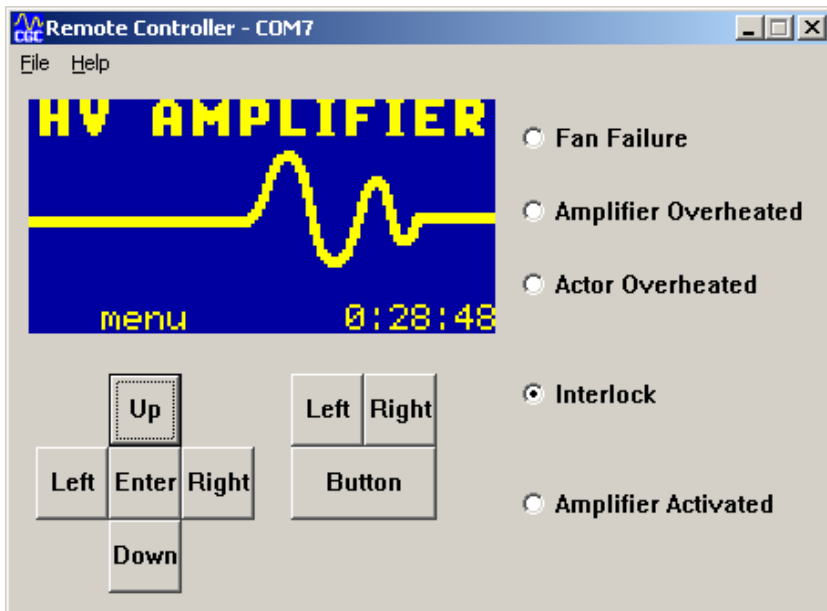 CGC Remote Controller - COM7
File Help
HV AMPLIFIER
menu 0:28:48
Fan Failure
Amplifier Overheated
Actor Overheated
Interlock
Amplifier Activated
Up
Left Enter Right
Down
Left Right
Button